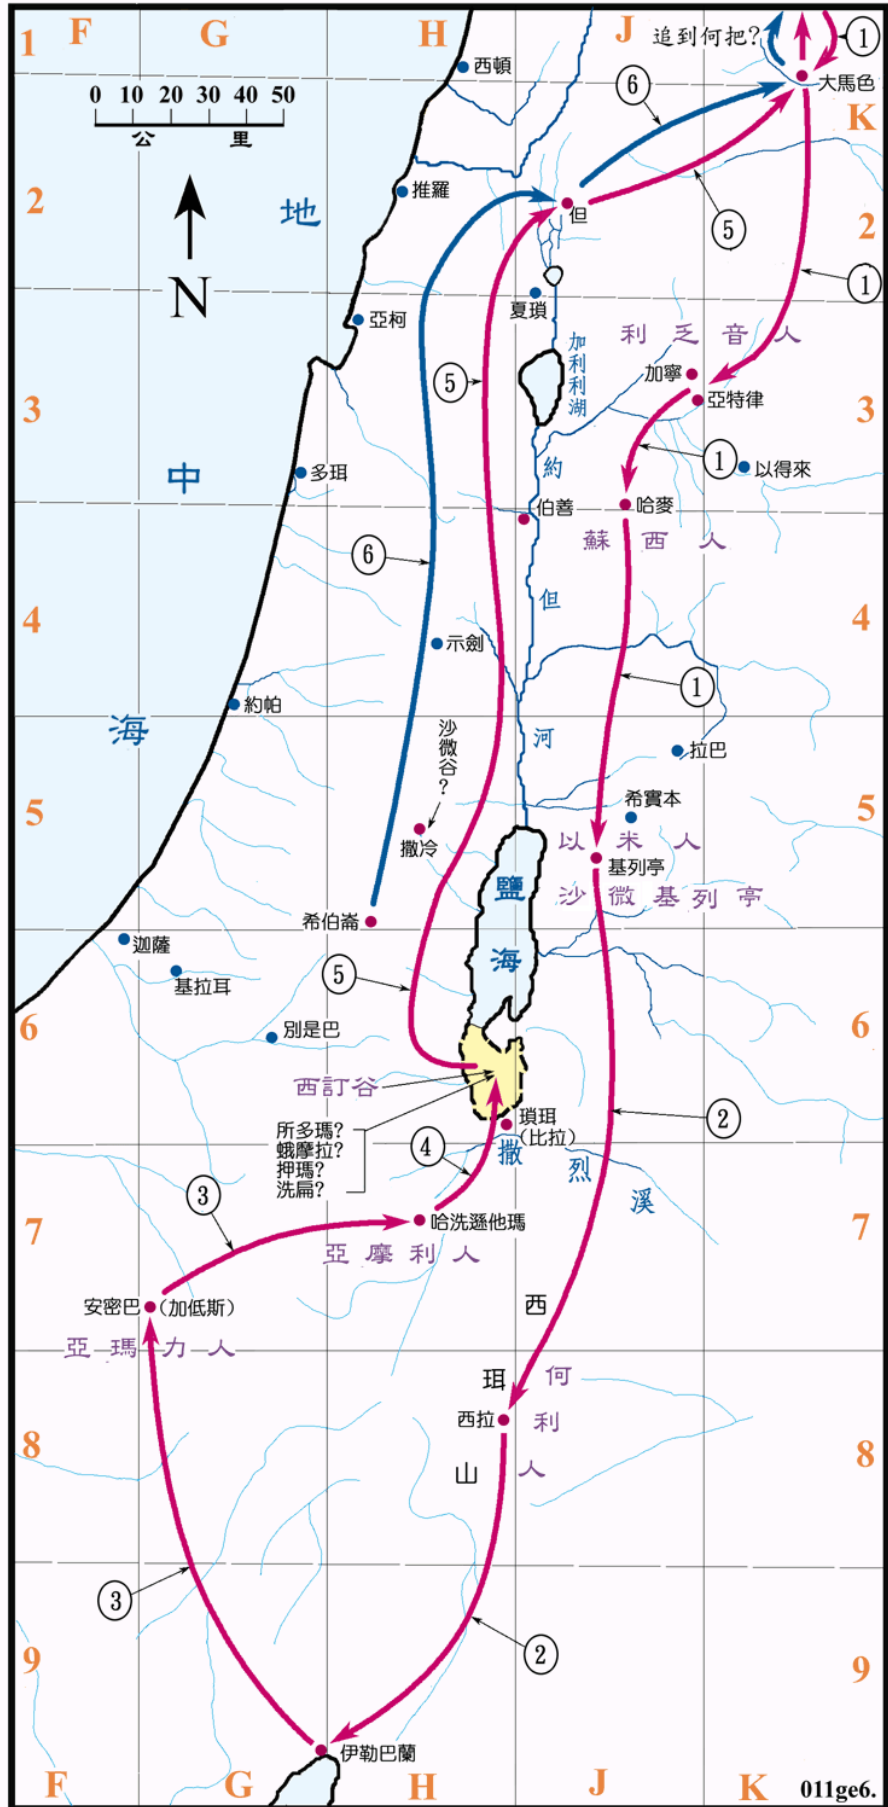 F
G
H
J
1
追到何把?
①
西頓
大馬色
0 10 20 30 40 50
公 里
⑥
K
2
推羅
地
N
但
⑤
2
①
夏瑣
亞柯
利乏音人
加利利湖
加寧
亞特律
3
⑤
3
中
多珥
約
①
以得來
伯善
哈麥
蘇西人
⑥
但
4
示劍
4
①
約帕
海
沙微谷?
河
拉巴
5
希實本
5
撒冷
以米人
基列亭
鹽
沙微基列亭
希伯崙
迦薩
海
基拉耳
⑤
6
別是巴
6
西訂谷
所多瑪?
蛾摩拉?
押瑪?
洗扁?
瑣珥
(比拉)
②
④
撒
烈
溪
③
7
哈洗遜他瑪
7
亞摩利人
安密巴
(加低斯)
西
亞瑪力人
珥
何
西拉
利
8
山
人
8
③
②
9
9
伊勒巴蘭
F
G
H
J
K
011ge6.